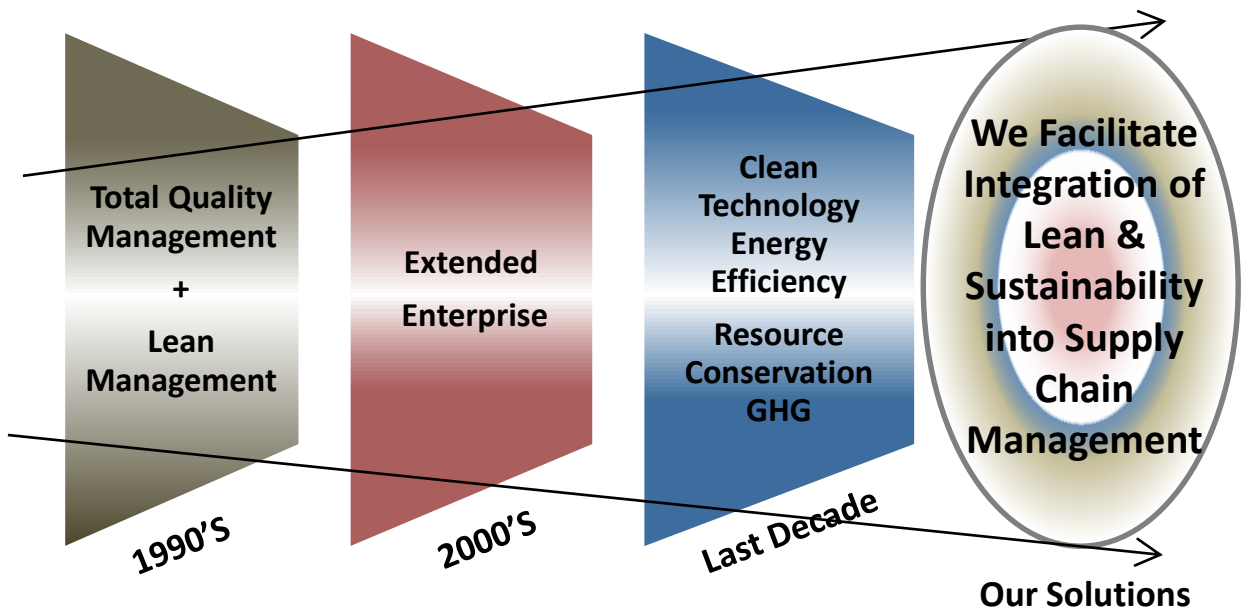 Total Quality
Management
+
Lean
Management
1990'S
Extended
Enterprise
2000'S
Clean
Technology
Energy
Efficiency
Resource
Conservation
GHG
Last Decade
We Facilitate
Integration of
Lean &
Sustainability
into Supply
Chain
Management
Our Solutions